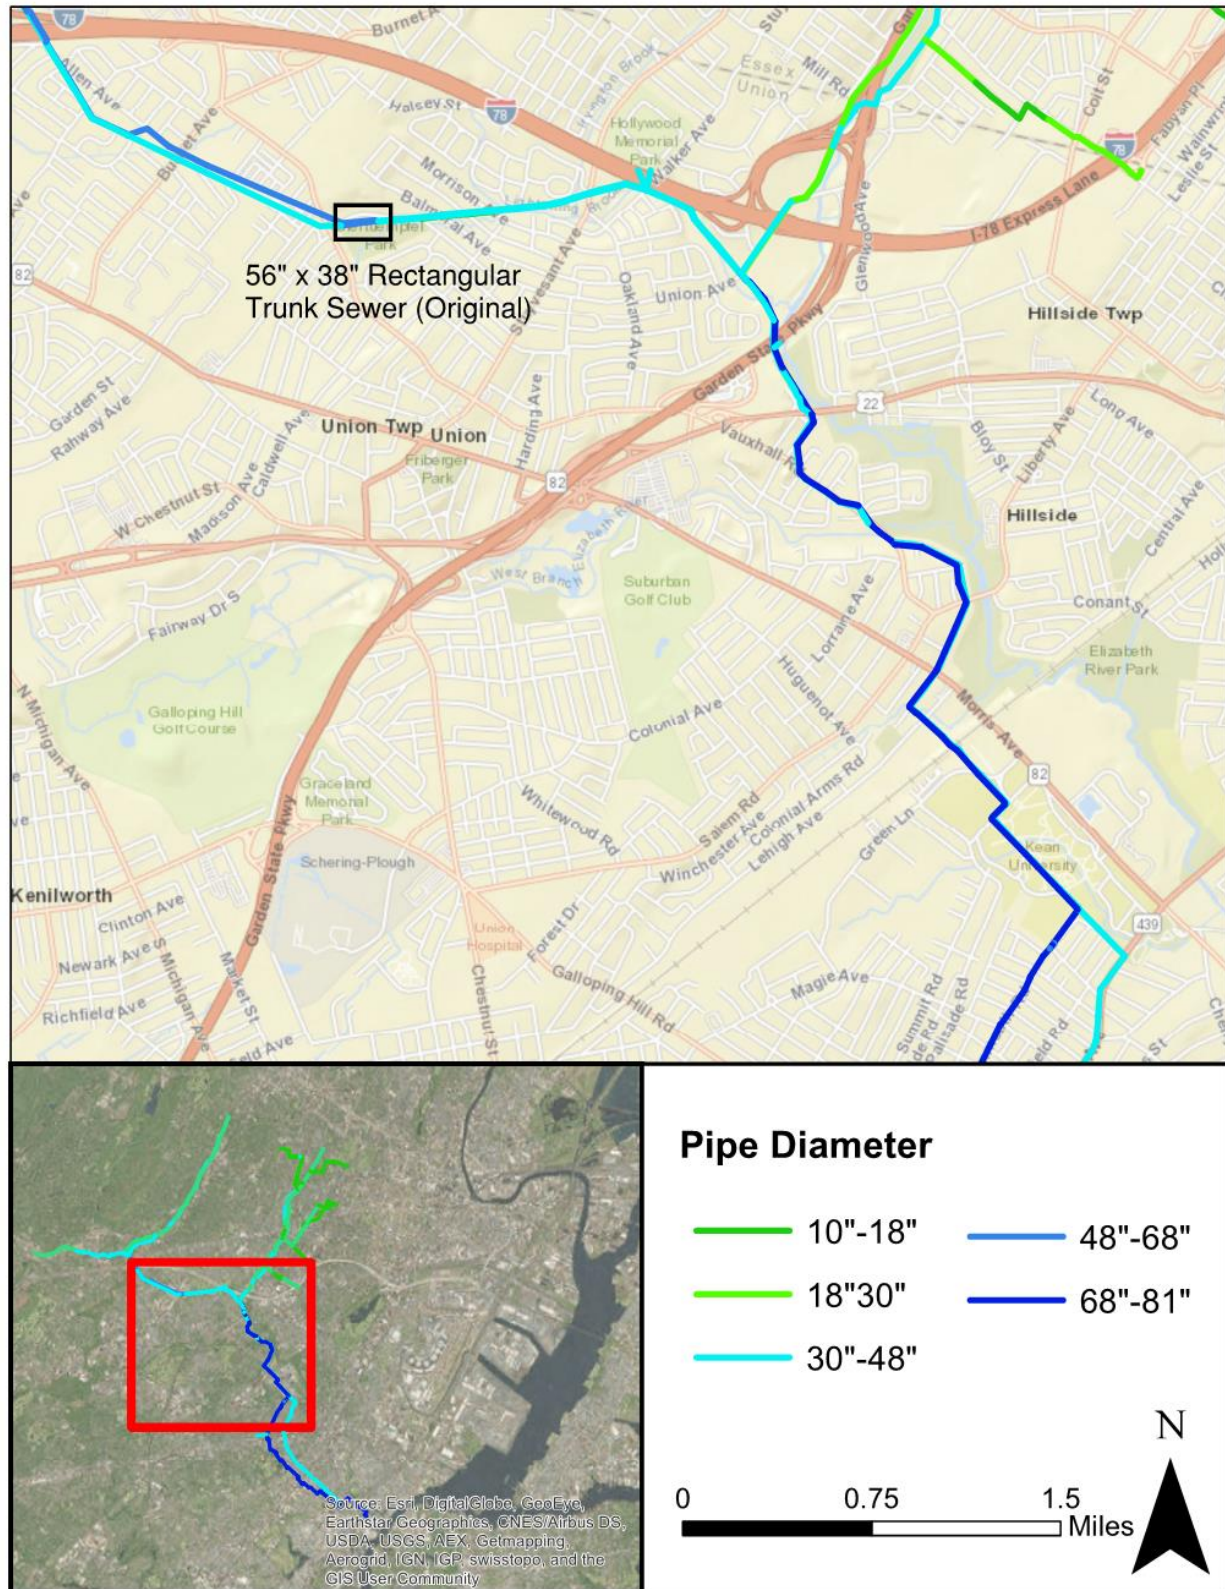 78
Burnet Av
Mill Rd
Essex
Union
Coit St
Fabyan Pl
Allen Ave
Halsey St
78
Hollywood
Memorial
Park
Walker Ave
78
Leslie St
Morrison Ave
Balmoral Ave
I-78 Express Lane
Glenwood Ave
82
56" x 38" Rectangular
Trunk Sewer (Original)
Union Ave
Oakland Ave
Hillside Twp
Garden State Pkwy
Garden St
Rahway Ave
22
Long Ave
Union Twp
Union
Harding Ave
Vauxhall Rd
Bloy St
Liberty Ave
Caldwell Ave
Friberger
Park
Madison Ave
W Chestnut St
82
Hillside
Central Ave
Elizabeth River
West Branch
Suburban
Golf Club
Lorraine Ave
Conant St
Fairway Dr S
Elizabeth
River Park
Huguenot Ave
N Michigan Ave
Galloping Hill
Golf Course
Colonial Ave
Morris Ave
82
Graceland
Memorial
Park
Whitewood Rd
Salem Rd
Winchester Ave
Colonial Arms Rd
Lehigh Ave
Green Ln
Garden State Pkwy
Schering-Plough
Kean
University
Kenilworth
Clinton Ave
Union
Hospital
Forest Dr
439
Newark Ave
S Michigan Ave
Market St
Chestnut St
Galloping Hill Rd
Magie Ave
Summit Rd
Palisade Rd
Richfield Ave
eld Ave
Pipe Diameter
10"-18"
48"-68"
18"30"
68"-81"
30"-48"
N
0 0.75 1.5
Miles
Source: Esri, DigitalGlobe, GeoEye,
Earthstar Geographics, CNES/Airbus DS,
USDA, USGS, AEX, Getmapping,
Aerogrid, IGN, IGP, swisstopo, and the
GIS User Community